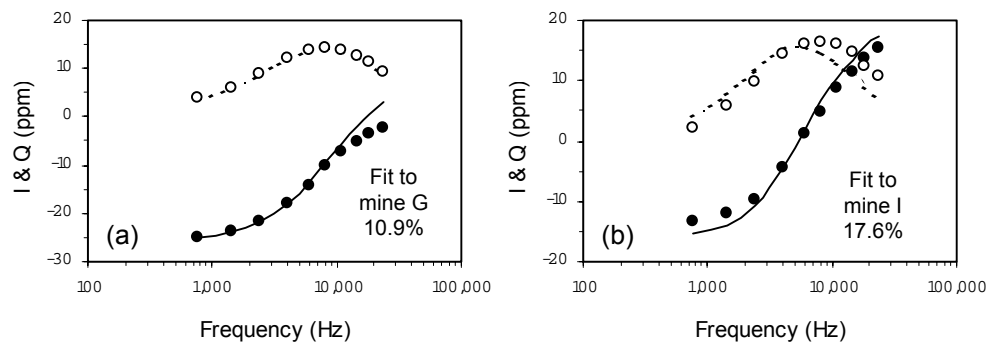 20
10
0
−10
−20
−30
I & Q (ppm)
(a)
Fit to
mine G
10.9%
100
1,000
10,000
100,000
Frequency (Hz)
20
10
0
−10
−20
I & Q (ppm)
(b)
Fit to
mine I
17.6%
100
1,000
10,000
100,000
Frequency (Hz)